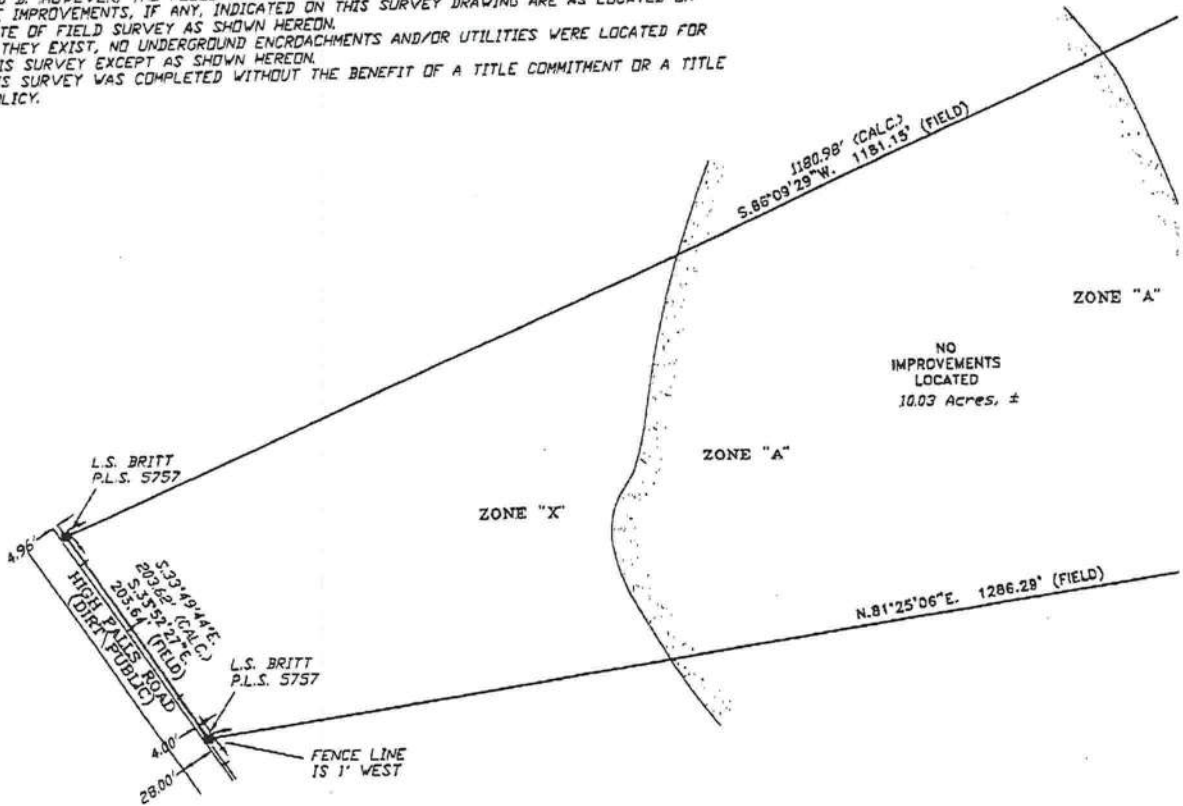 IMPROVEMENTS, IF ANY, INDICATED ON THIS SURVEY DRAWING ARE AS LOCATED
TE OF FIELD SURVEY AS SHOWN HEREON.
THEY EXIST, NO UNDERGROUND ENCROACHMENTS AND/OR UTILITIES WERE LOCATED FOR
IS SURVEY EXCEPT AS SHOWN HEREON.
IS SURVEY WAS COMPLETED WITHOUT THE BENEFIT OF A TITLE COMMITMENT OR A TITLE
LICY.
1180.98' (CALC.)
S.86°09'29"W. 1181.15' (FIELD)
ZONE "A"
NO
IMPROVEMENTS
LOCATED
10.03 Acres, ±
ZONE "A"
ZONE "X"
L.S. BRITT
P.L.S. 5757
4.96'
S.33°49'44"E.
203.62' (CALC.)
S.33°52'27"E.
203.64' (FIELD)
HIGH FALLS ROAD
(DIRT\PUBLIC)
N.81°25'06"E. 1286.29' (FIELD)
L.S. BRITT
P.L.S. 5757
4.00'
28.00'
FENCE LINE
IS 1' WEST